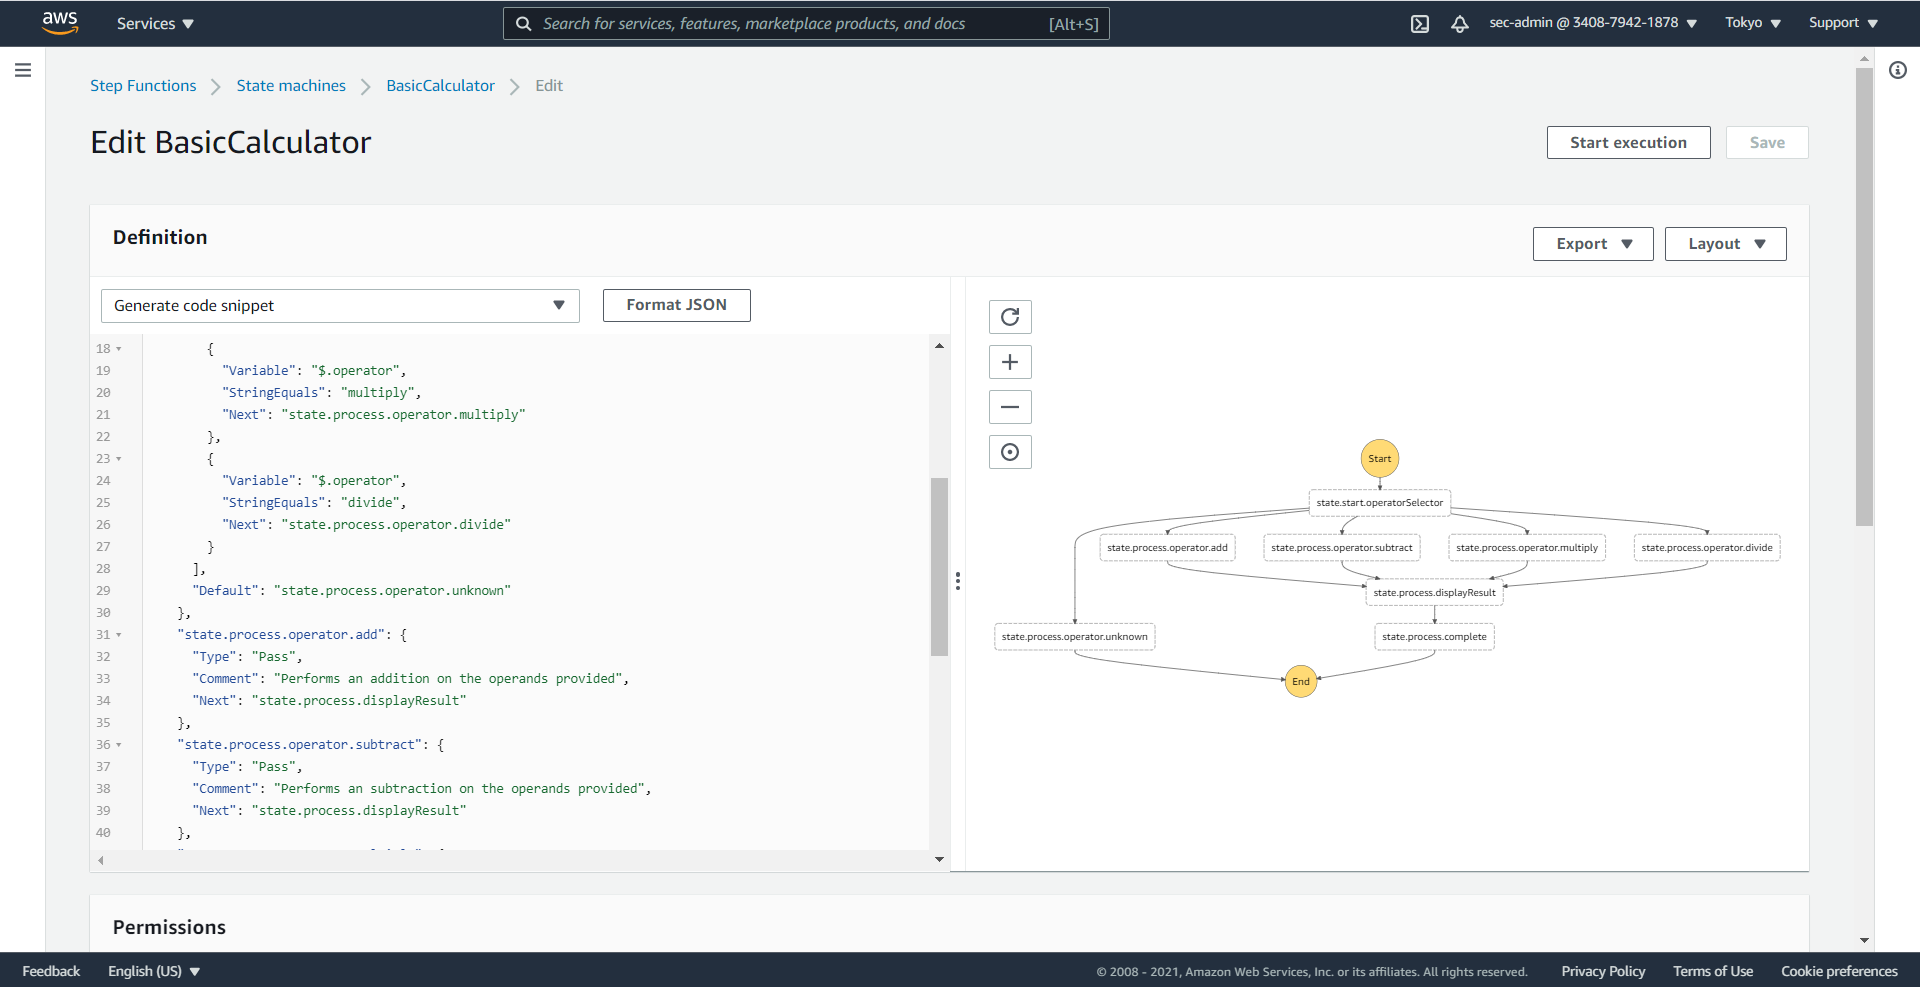 aws Services Search for services, features, marketplace products, and docs [Alt+S] sec-admin @ 3408-7942-1878 Tokyo Support
Step Functions State machines BasicCalculator Edit
Edit BasicCalculator
Start execution Save
Definition
Export Layout
Generate code snippet Format JSON
18 {
19 "Variable": "$.operator",
20 "StringEquals": "multiply",
21 "Next": "state.process.operator.multiply"
22 },
23 {
24 "Variable": "$.operator",
25 "StringEquals": "divide",
26 "Next": "state.process.operator.divide"
27 }
28 ],
29 "Default": "state.process.operator.unknown"
30 },
31 "state.process.operator.add": {
32 "Type": "Pass",
33 "Comment": "Performs an addition on the operands provided",
34 "Next": "state.process.displayResult"
35 },
36 "state.process.operator.subtract": {
37 "Type": "Pass",
38 "Comment": "Performs an subtraction on the operands provided",
39 "Next": "state.process.displayResult"
40 },
Start
state.start.operatorSelector
state.process.operator.add state.process.operator.subtract state.process.operator.multiply state.process.operator.divide
state.process.displayResult
state.process.operator.unknown state.process.complete
End
Permissions
Feedback English (US) © 2008 - 2021, Amazon Web Services, Inc. or its affiliates. All rights reserved. Privacy Policy Terms of Use Cookie preferences